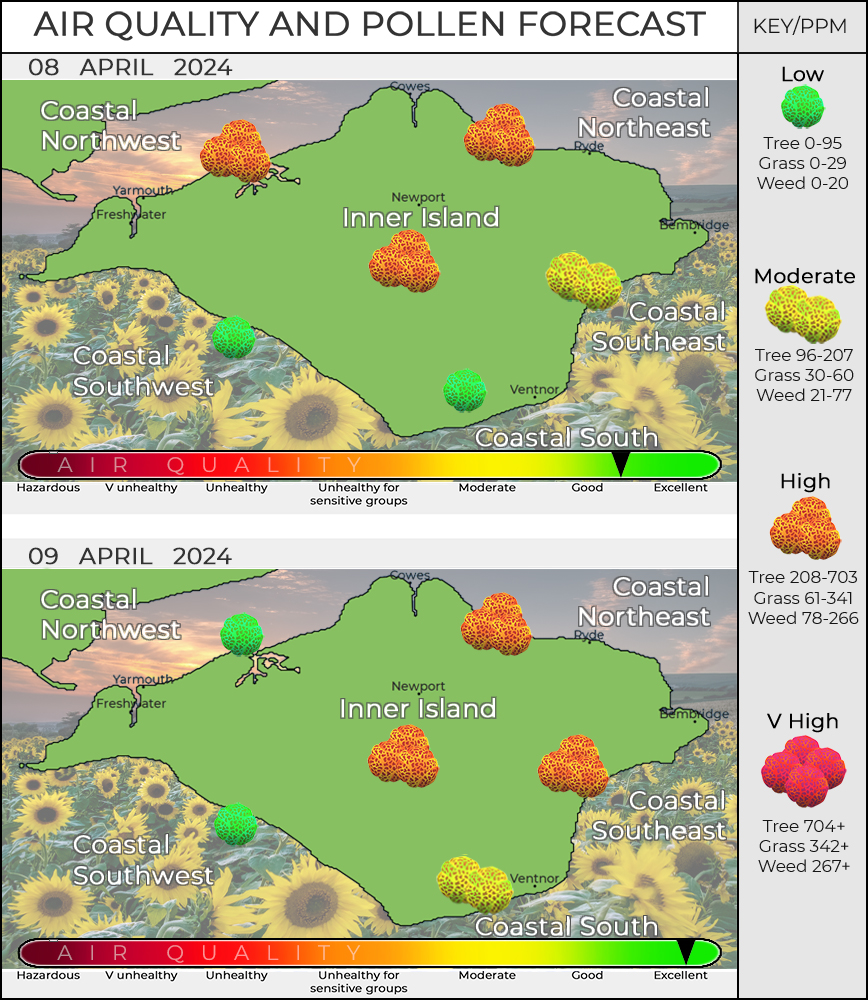 AIR QUALITY AND POLLEN FORECAST
KEY/PPM
08 APRIL 2024
Cowes
Coastal
Northwest
Coastal
Northeast
Ryde
Yarmouth
Freshwater
Newport
Inner Island
Bembridge
Coastal
Southeast
Coastal
Southwest
Ventnor
Coastal South
AIR QUALITY
Hazardous
V unhealthy
Unhealthy
Unhealthy for
sensitive groups
Moderate
Good
Excellent
09 APRIL 2024
Cowes
Coastal
Northwest
Coastal
Northeast
Ryde
Yarmouth
Freshwater
Newport
Inner Island
Bembridge
Coastal
Southeast
Coastal
Southwest
Ventnor
Coastal South
AIR QUALITY
Hazardous
V unhealthy
Unhealthy
Unhealthy for
sensitive groups
Moderate
Good
Excellent
Low
Tree 0-95
Grass 0-29
Weed 0-20
Moderate
Tree 96-207
Grass 30-60
Weed 21-77
High
Tree 208-703
Grass 61-341
Weed 78-266
V High
Tree 704+
Grass 342+
Weed 267+